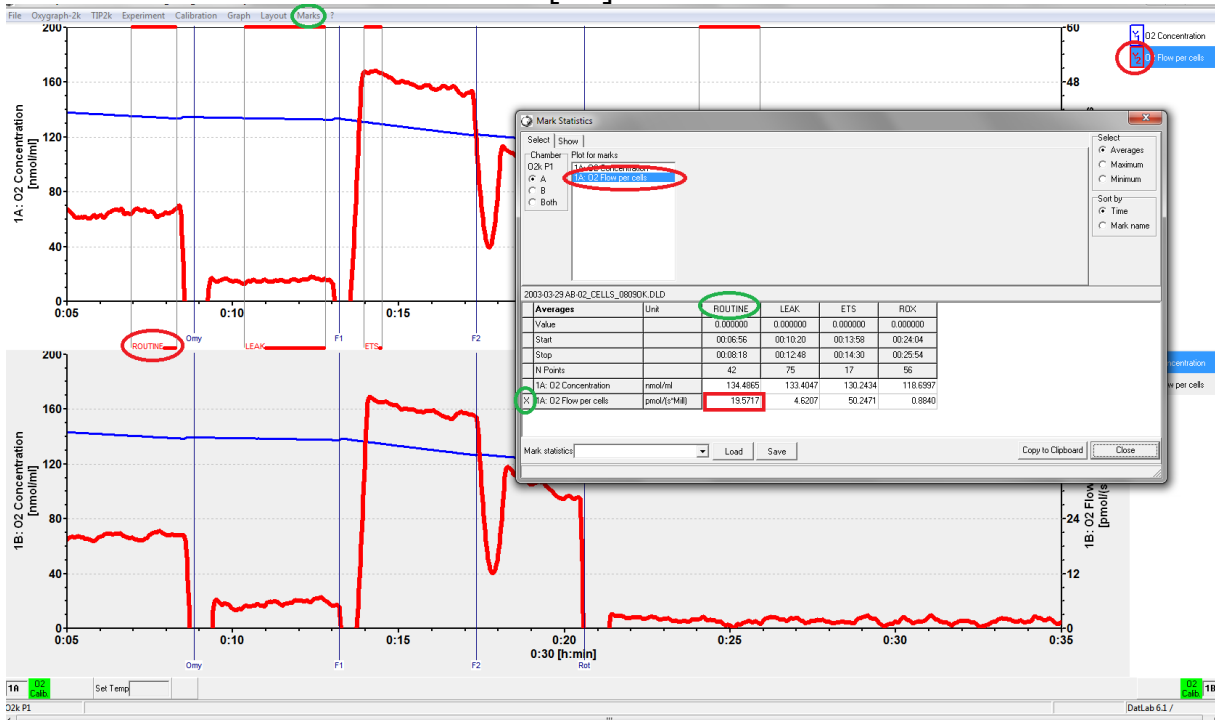 File Oxygraph-2k TIP2k Experiment Calibration Graph Layout Marks ?
200
160
120
80
40
0
1A: O2 Concentration
[nmol/ml]
60
48
O2 Concentration
O2 Flow per cells
0:05 0:10 0:15
ROUTINE Omy LEAK F1 ETS F2
Mark Statistics
Select Show
Chamber
O2k P1
A
B
Both
Plot for marks
1A: O2 Concentration
1A: O2 Flow per cells
Select
Averages
Maximum
Minimum
Sort by
Time
Mark name
2003-03-29 AB-02_CELLS_0809OK.DLD
Averages Unit ROUTINE LEAK ETS ROX
Value 0.000000 0.000000 0.000000 0.000000
Start 00:06:56 00:10:20 00:13:58 00:24:04
Stop 00:08:18 00:12:48 00:14:30 00:25:54
N Points 42 75 17 56
1A: O2 Concentration nmol/ml 134.4865 133.4047 130.2434 118.6997
X 1A: O2 Flow per cells pmol/(s*Mill) 19.5717 4.6207 50.2471 0.8840
Mark statistics Load Save Copy to Clipboard Close
200
160
120
80
40
0
1B: O2 Concentration
[nmol/ml]
24
12
0
1B: O2 Flow
[pmol/(s
0:05 0:10 0:15 0:20 0:25 0:30 0:35
0:30 [h:min]
Omy F1 F2 Rot
1A O2 Calib. Set Temp O2 Calib. 1B
O2k P1 DatLab 6.1 /